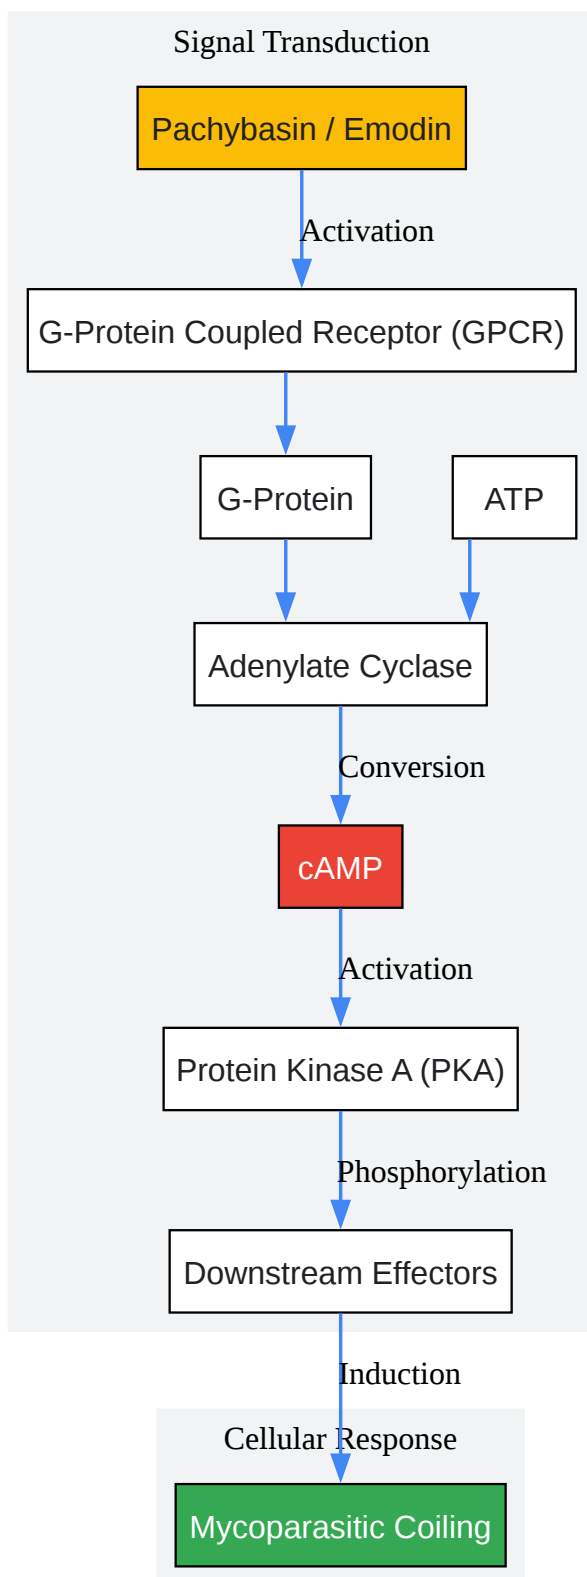 Signal Transduction
Pachybasin / Emodin
Activation
G-Protein Coupled Receptor (GPCR)
G-Protein
ATP
Adenylate Cyclase
Conversion
cAMP
Activation
Protein Kinase A (PKA)
Phosphorylation
Downstream Effectors
Induction
Cellular Response
Mycoparasitic Coiling